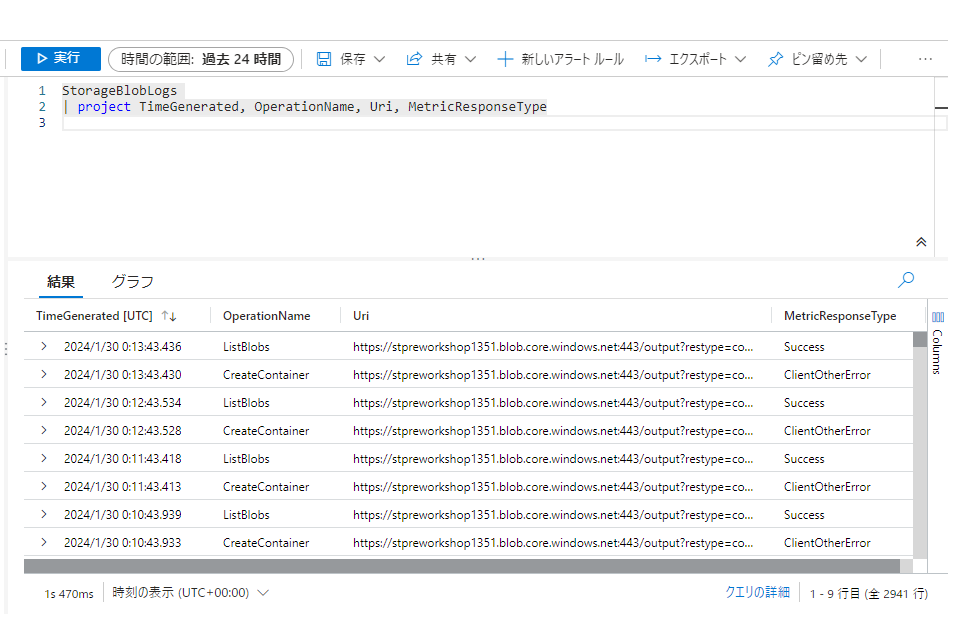 実行 時間の範囲: 過去 24 時間 保存 共有 新しいアラート ルール エクスポート ピン留め先 ...
1 StorageBlobLogs
2 | project TimeGenerated, OperationName, Uri, MetricResponseType
3
結果 グラフ
TimeGenerated [UTC] ↑↓ OperationName Uri MetricResponseType
2024/1/30 0:13:43.436 ListBlobs https://stpreworkshop1351.blob.core.windows.net:443/output?restype=co... Success
2024/1/30 0:13:43.430 CreateContainer https://stpreworkshop1351.blob.core.windows.net:443/output?restype=co... ClientOtherError
2024/1/30 0:12:43.534 ListBlobs https://stpreworkshop1351.blob.core.windows.net:443/output?restype=co... Success
2024/1/30 0:12:43.528 CreateContainer https://stpreworkshop1351.blob.core.windows.net:443/output?restype=co... ClientOtherError
2024/1/30 0:11:43.418 ListBlobs https://stpreworkshop1351.blob.core.windows.net:443/output?restype=co... Success
2024/1/30 0:11:43.413 CreateContainer https://stpreworkshop1351.blob.core.windows.net:443/output?restype=co... ClientOtherError
2024/1/30 0:10:43.939 ListBlobs https://stpreworkshop1351.blob.core.windows.net:443/output?restype=co... Success
2024/1/30 0:10:43.933 CreateContainer https://stpreworkshop1351.blob.core.windows.net:443/output?restype=co... ClientOtherError
Columns
1s 470ms 時刻の表示 (UTC+00:00) クエリの詳細 1 - 9 行目 (全 2941 行)